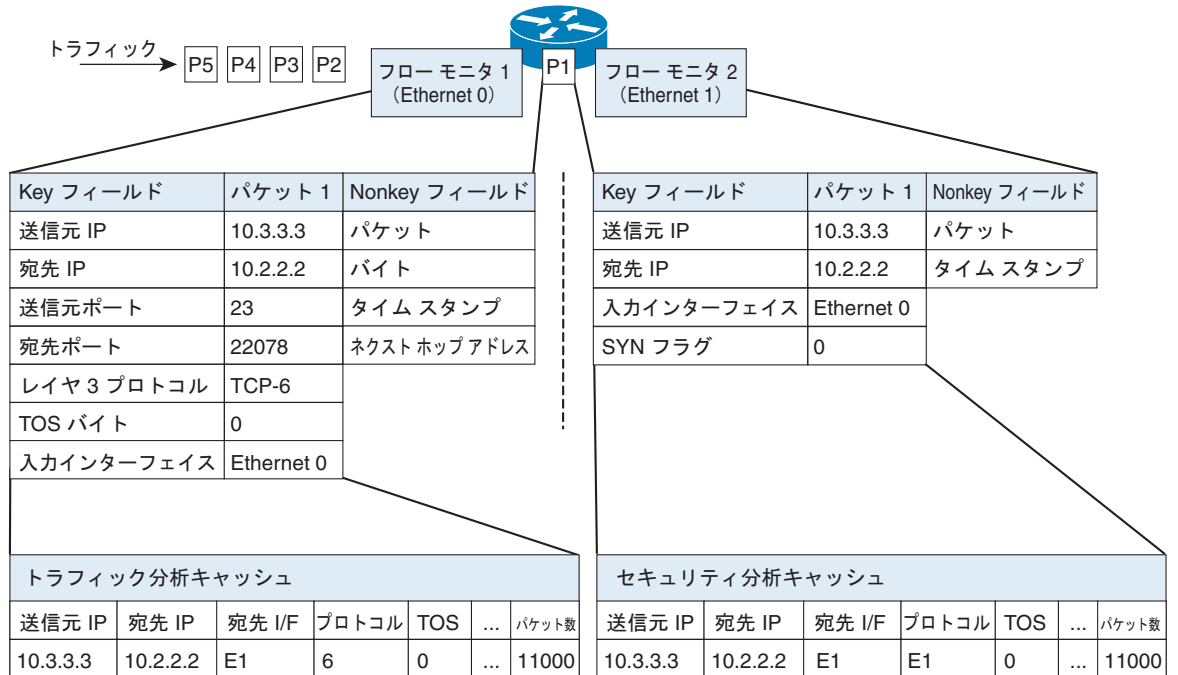 トラフィック
P5 P4 P3 P2
フロー モニタ 1
（Ethernet 0）
P1
フロー モニタ 2
（Ethernet 1）
Key フィールド パケット 1 Nonkey フィールド
送信元 IP 10.3.3.3 パケット
宛先 IP 10.2.2.2 バイト
送信元ポート 23 タイム スタンプ
宛先ポート 22078 ネクスト ホップ アドレス
レイヤ 3 プロトコル TCP-6
TOS バイト 0
入力インターフェイス Ethernet 0
Key フィールド パケット 1 Nonkey フィールド
送信元 IP 10.3.3.3 パケット
宛先 IP 10.2.2.2 タイム スタンプ
入力インターフェイス Ethernet 0
SYN フラグ 0
トラフィック分析キャッシュ
送信元 IP 宛先 IP 宛先 I/F プロトコル TOS ... パケット数
10.3.3.3 10.2.2.2 E1 6 0 ... 11000
セキュリティ分析キャッシュ
送信元 IP 宛先 IP 宛先 I/F プロトコル TOS ... パケット数
10.3.3.3 10.2.2.2 E1 E1 0 ... 11000